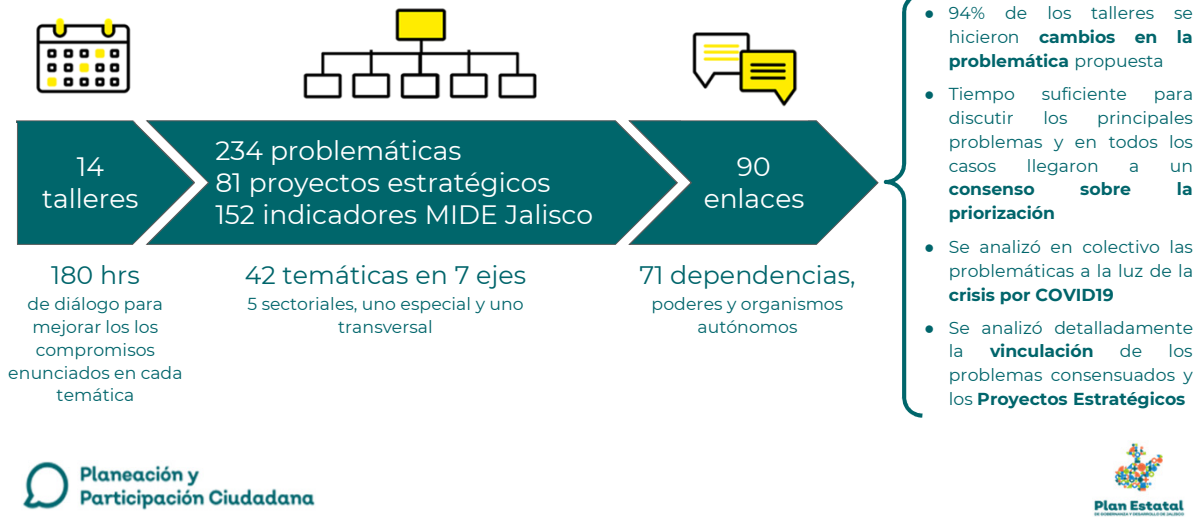 14
talleres
234 problemáticas
81 proyectos estratégicos
152 indicadores MIDE Jalisco
90
enlaces
180 hrs
de diálogo para
mejorar los los
compromisos
enunciados en cada
temática
42 temáticas en 7 ejes
5 sectoriales, uno especial y uno
transversal
71 dependencias,
poderes y organismos
autónomos
● 94% de los talleres se
hicieron cambios en la
problemática propuesta
● Tiempo suficiente para
discutir los principales
problemas y en todos los
casos llegaron a un
consenso sobre la
priorización
● Se analizó en colectivo las
problemáticas a la luz de la
crisis por COVID19
● Se analizó detalladamente
la vinculación de los
problemas consensuados y
los Proyectos Estratégicos
Planeación y
Participación Ciudadana
Plan Estatal
DE GOBERNANZA Y DESARROLLO DE JALISCO